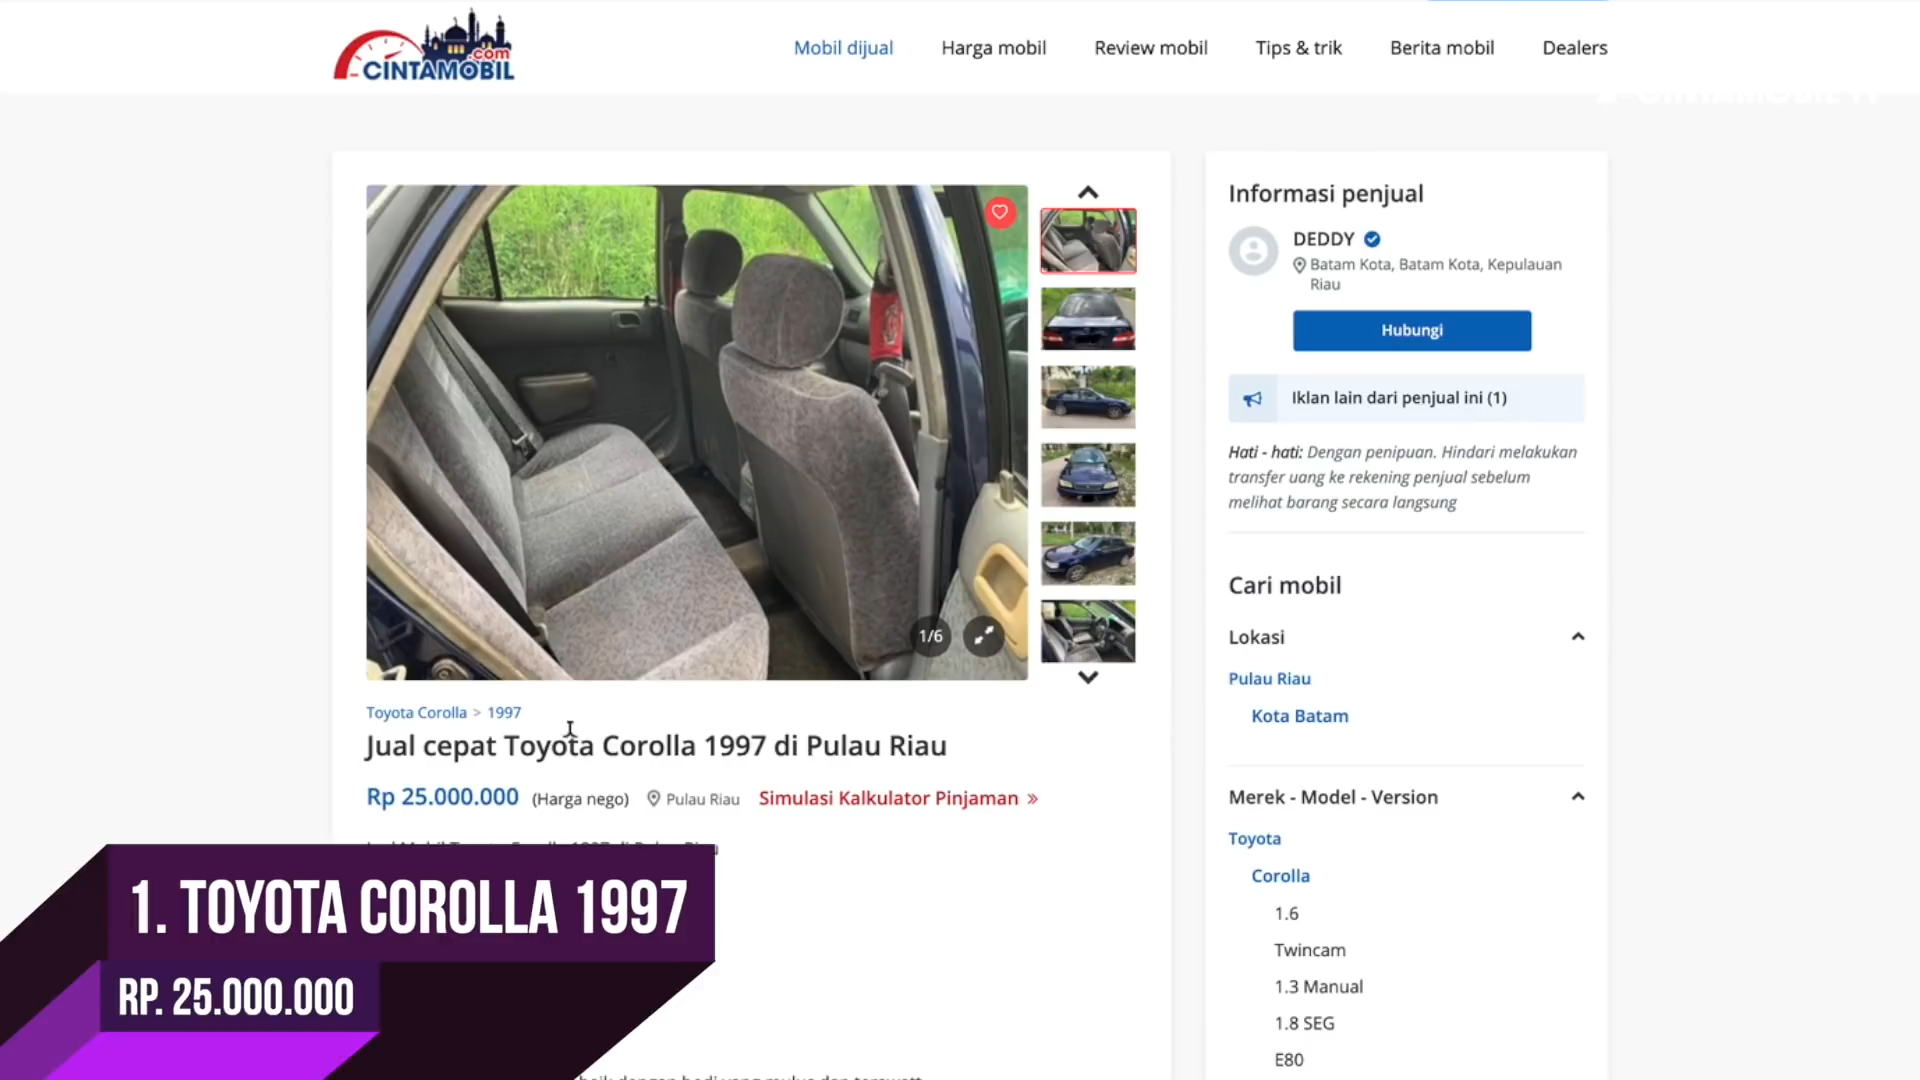 .com
CINTAMOBIL
Mobil dijual
Harga mobil
Review mobil
Tips & trik
Berita mobil
Dealers
1/6
Toyota Corolla > 1997
Jual cepat Toyota Corolla 1997 di Pulau Riau
Rp 25.000.000 (Harga nego) Pulau Riau Simulasi Kalkulator Pinjaman »
1. TOYOTA COROLLA 1997
RP. 25.000.000
Informasi penjual
DEDDY
Batam Kota, Batam Kota, Kepulauan
Riau
Hubungi
Iklan lain dari penjual ini (1)
Hati - hati: Dengan penipuan. Hindari melakukan
transfer uang ke rekening penjual sebelum
melihat barang secara langsung
Cari mobil
Lokasi
Pulau Riau
Kota Batam
Merek - Model - Version
Toyota
Corolla
1.6
Twincam
1.3 Manual
1.8 SEG
E80